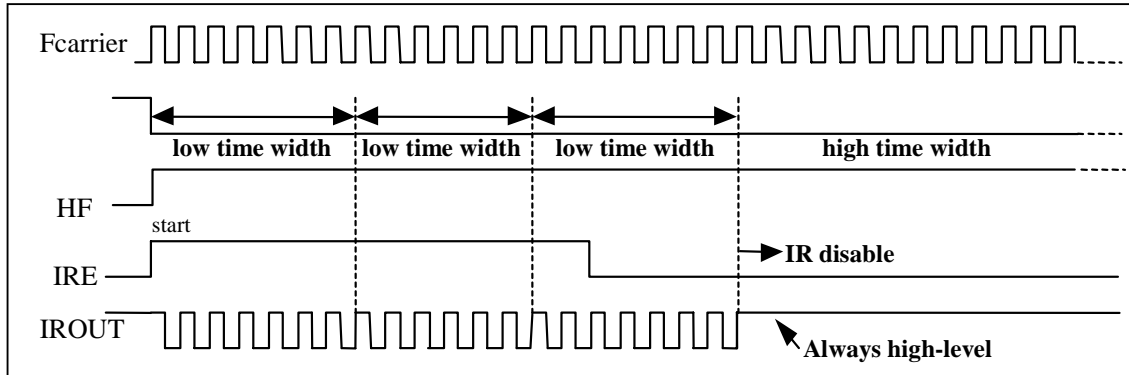 Fcarrier
low time width low time width low time width high time width
HF
start
IRE
IR disable
IROUT
Always high-level